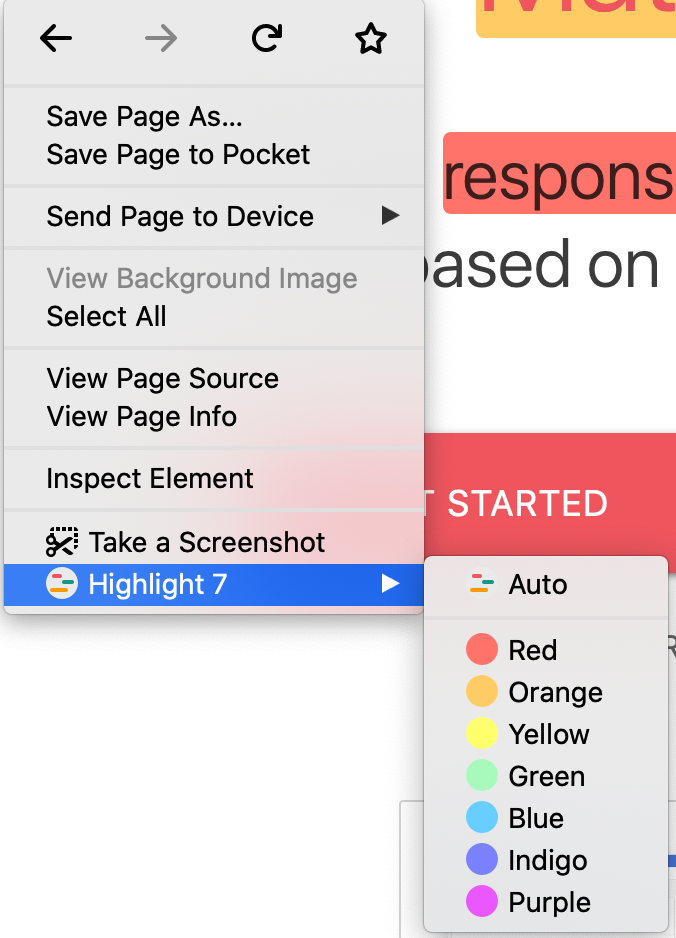 Save Page As...
Save Page to Pocket
Send Page to Device
View Background Image
Select All
View Page Source
View Page Info
Inspect Element
Take a Screenshot
Highlight 7
Auto
Red
Orange
Yellow
Green
Blue
Indigo
Purple
respons
based on
T STARTED